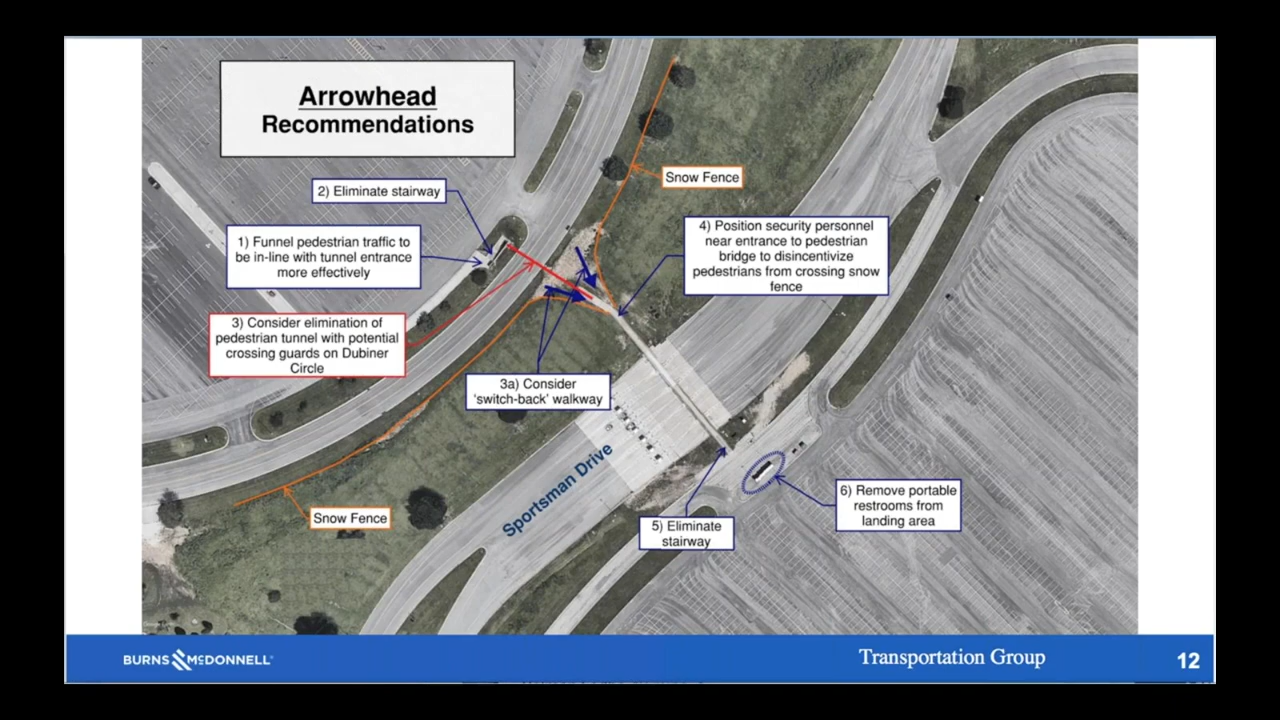 Arrowhead
Recommendations
2) Eliminate stairway
Snow Fence
1) Funnel pedestrian traffic to
be in-line with tunnel entrance
more effectively
4) Position security personnel
near entrance to pedestrian
bridge to disincentivize
pedestrians from crossing snow
fence
3) Consider elimination of
pedestrian tunnel with potential
crossing guards on Dubiner
Circle
3a) Consider
'switch-back' walkway
Sportsman Drive
Snow Fence
5) Eliminate
stairway
6) Remove portable
restrooms from
landing area
BURNS MCDONNELL
Transportation Group
12